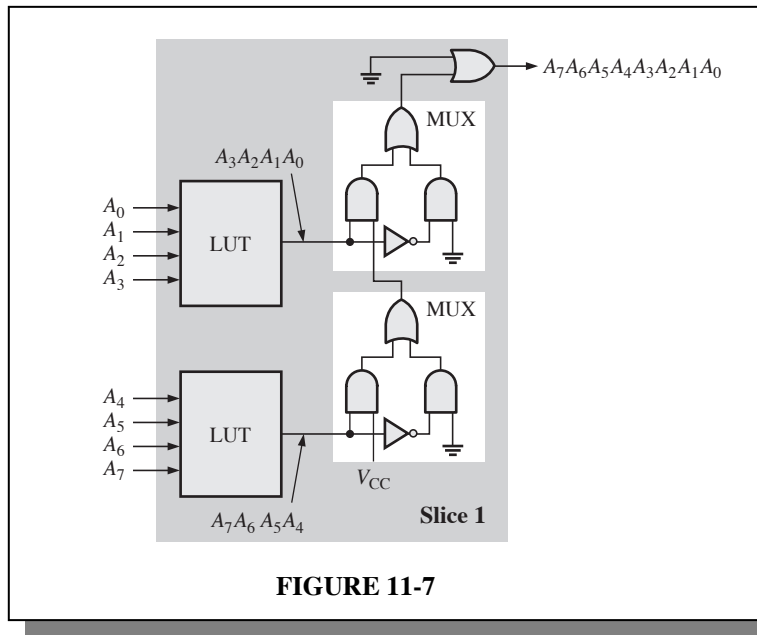 A₇A₆A₅A₄A₃A₂A₁A₀
MUX
A₃A₂A₁A₀
A₀
A₁
A₂
A₃
LUT
MUX
A₄
A₅
A₆
A₇
LUT
V_CC
A₇A₆ A₅A₄
Slice 1
FIGURE 11-7